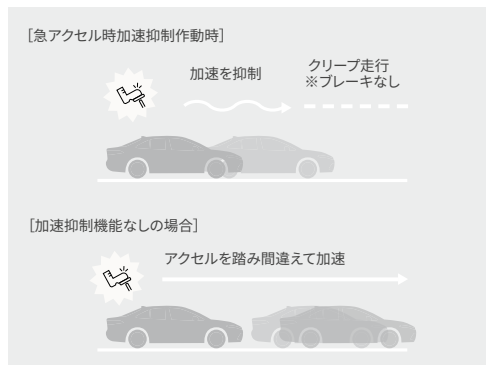 [急アクセル時加速抑制作動時]
加速を抑制
クリープ走行
※ブレーキなし
[加速抑制機能なしの場合]
アクセルを踏み間違えて加速